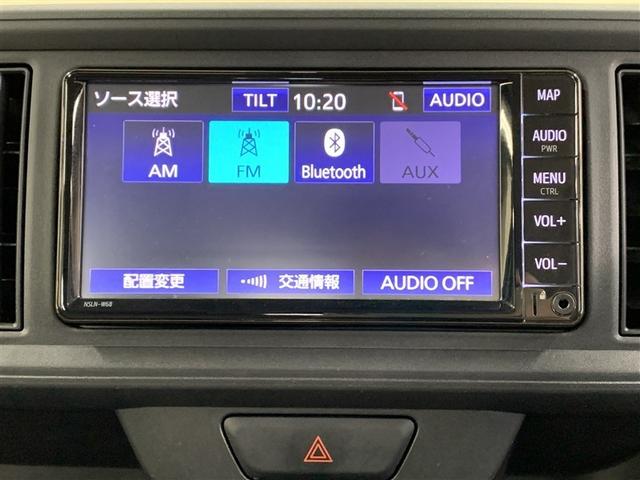 ソース選択 TILT 10:20 AUDIO
AM FM Bluetooth AUX
配置変更 交通情報 AUDIO OFF
NSLN-W68
MAP
AUDIO
PWR
MENU
CTRL
VOL+
VOL-